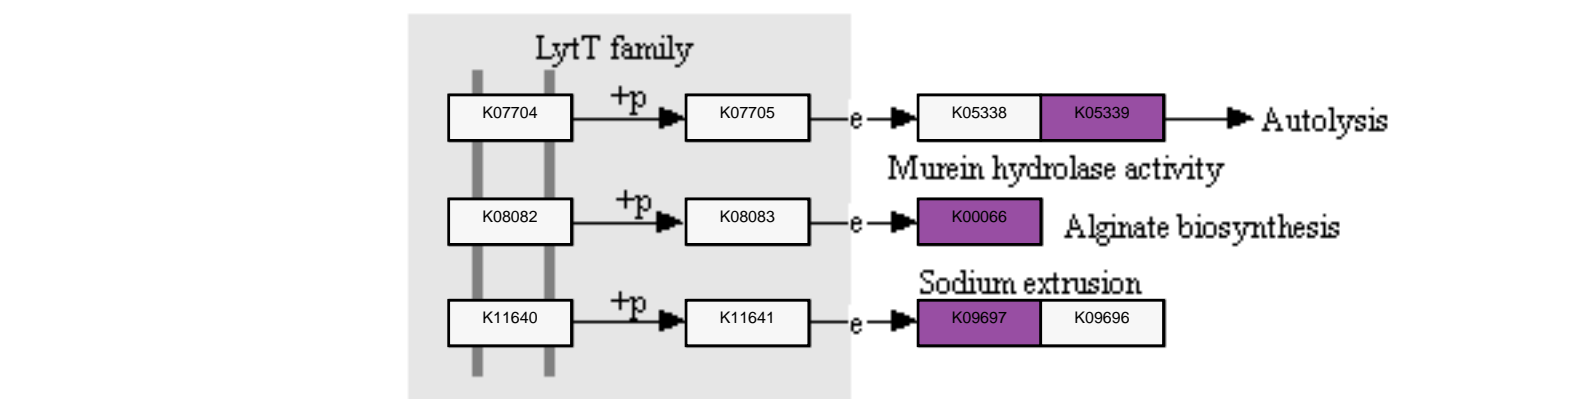 LytT family
K07704 +p K07705 e K05338 K05339 Autolysis
Murein hydrolase activity
K08082 +p K08083 e K00066 Alginate biosynthesis
Sodium extrusion
K11640 +p K11641 e K09697 K09696